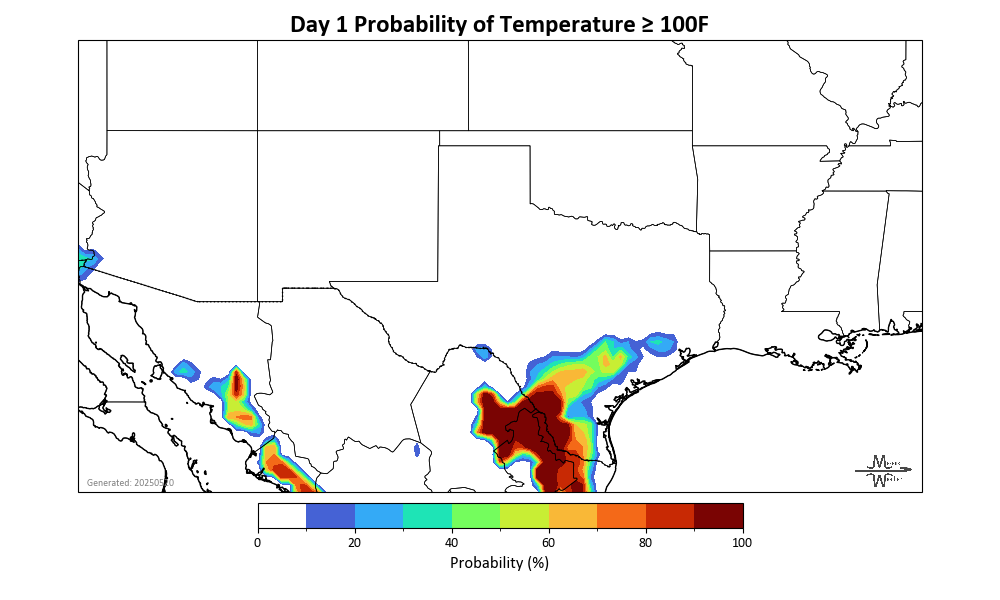 Day 1 Probability of Temperature ≥ 100F
Generated: 20250520
0 20 40 60 80 100
Probability (%)